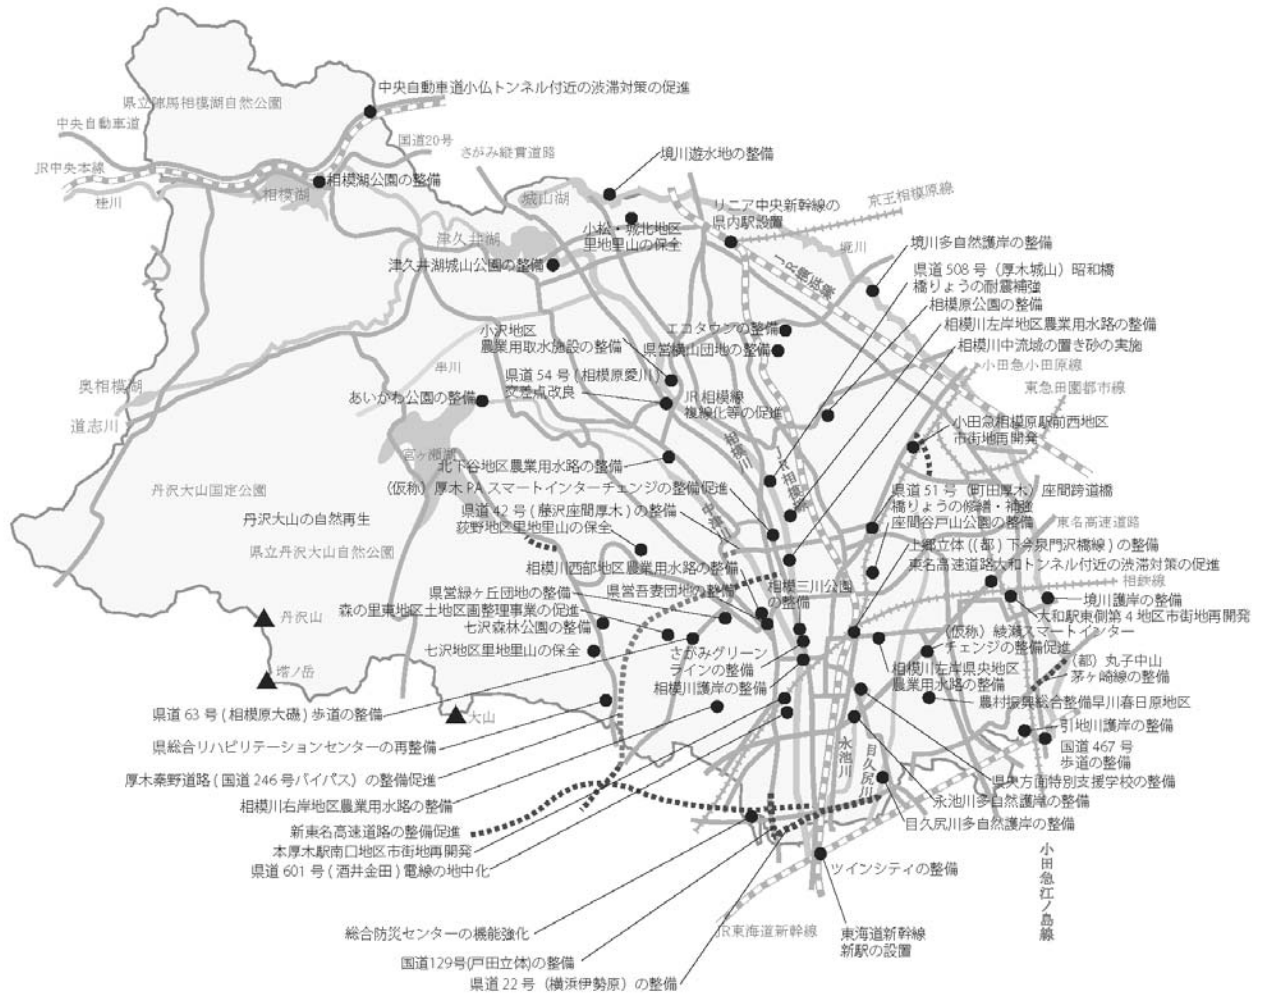 中央自動車道小仏トンネル付近の渋滞対策の促進
県立陣馬相模湖自然公園
中央自動車道
国道20号
さがみ縦貫道路
JR中央本線
相模湖公園の整備
相模湖
桂川
境川遊水地の整備
城山湖
リニア中央新幹線の
県内駅設置
京王相模原線
小松・城北地区
里地里山の保全
津久井湖
津久井湖城山公園の整備
境川
境川多自然護岸の整備
JR横浜線
県道508号（厚木城山）昭和橋
橋りょうの耐震補強
相模原公園の整備
相模川左岸地区農業用水路の整備
相模川中流域の置き砂の実施
エコタウンの整備
県営横山団地の整備
小沢地区
農業用取水施設の整備
小田急小田原線
東急田園都市線
串川
県道54号(相模原愛川)
交差点改良
JR相模線
複線化等の促進
奥相模湖
道志川
あいかわ公園の整備
宮ヶ瀬湖
相模川
JR相模線
小田急相模原駅前西地区
市街地再開発
北下谷地区農業用水路の整備
(仮称）厚木PAスマートインターチェンジの整備促進
丹沢大山国定公園
県道42号(藤沢座間厚木)の整備
中津川
県道51号（町田厚木）座間跨道橋
橋りょうの修繕・補強
座間谷戸山公園の整備
丹沢大山の自然再生
荻野地区里地里山の保全
東名高速道路
上郷立体((都)下今泉門沢橋線)の整備
県立丹沢大山自然公園
相模川西部地区農業用水路の整備
東名高速道路大和トンネル付近の渋滞対策の促進
相鉄線
県営緑ヶ丘団地の整備
県営吾妻団地の整備
相模三川公園
の整備
境川護岸の整備
森の里東地区土地区画整理事業の促進
大和駅東側第4地区市街地再開発
丹沢山
七沢森林公園の整備
(仮称)綾瀬スマートインター
チェンジの整備促進
七沢地区里地里山の保全
さがみグリーン
ラインの整備
(都）丸子中山
茅ヶ崎線の整備
塔ノ岳
相模川護岸の整備
相模川左岸県央地区
農業用水路の整備
農村振興総合整備早川春日原地区
県道63号(相模原大磯)歩道の整備
大山
引地川護岸の整備
県総合リハビリテーションセンターの再整備
永池川
目久尻川
国道467号
歩道の整備
厚木秦野道路(国道246号バイパス）の整備促進
県央方面特別支援学校の整備
相模川右岸地区農業用水路の整備
永池川多自然護岸の整備
新東名高速道路の整備促進
目久尻川多自然護岸の整備
本厚木駅南口地区市街地再開発
県道601号(酒井金田)電線の地中化
ツインシティの整備
小田急江ノ島線
総合防災センターの機能強化
JR東海道新幹線
東海道新幹線
新駅の設置
国道129号(戸田立体)の整備
県道22号（横浜伊勢原）の整備